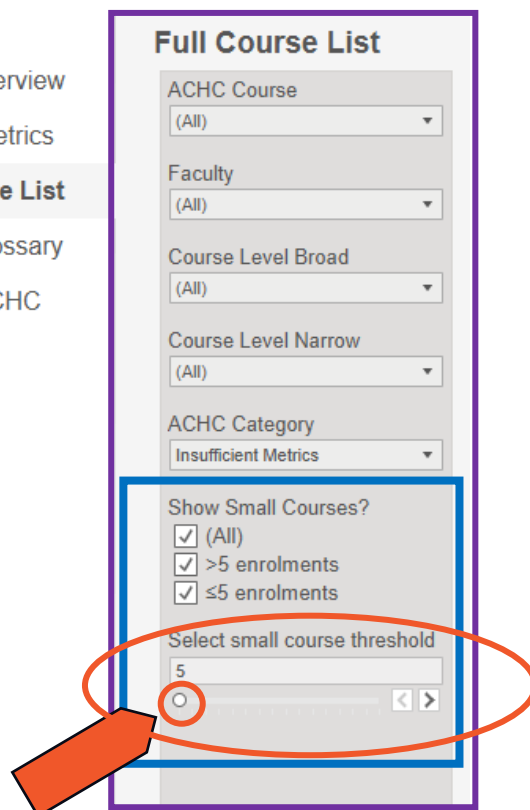 Full Course List
erview
ACHC Course
(All)
etrics
Faculty
(All)
e List
ossary
Course Level Broad
(All)
CHC
Course Level Narrow
(All)
ACHC Category
Insufficient Metrics
Show Small Courses?
(All)
>5 enrolments
≤5 enrolments
Select small course threshold
5